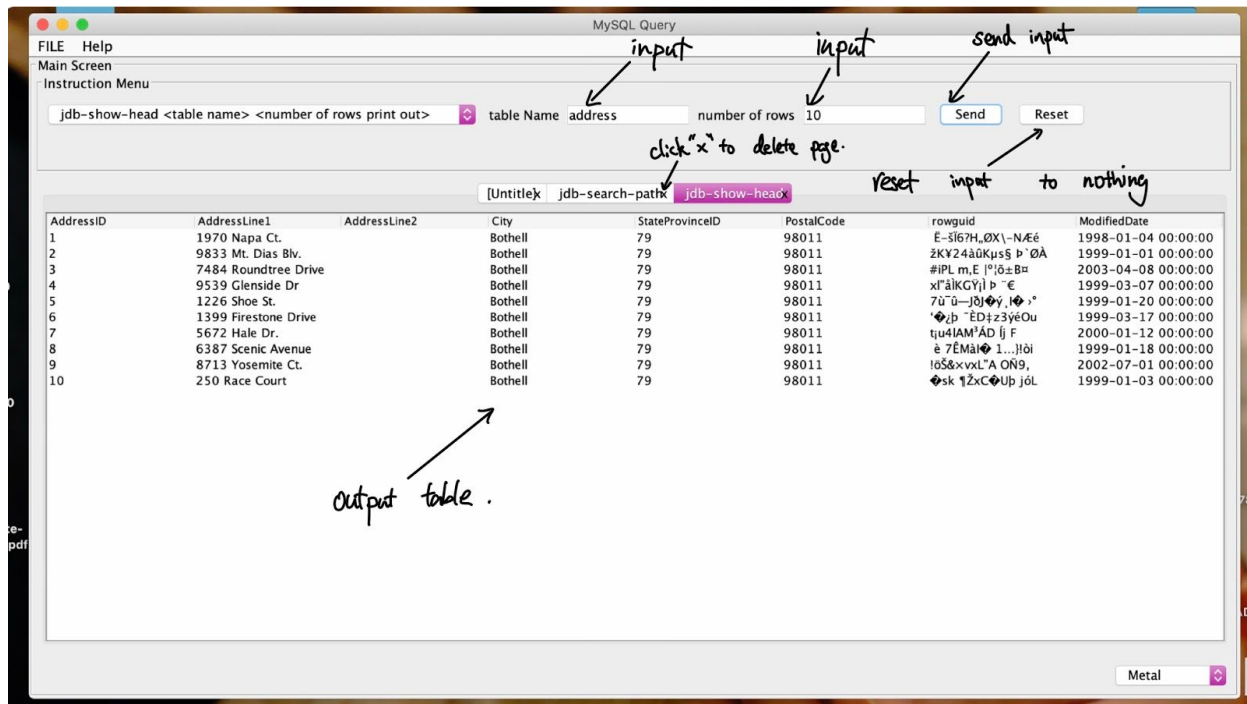 MySQL Query
FILE Help
input input send input
Main Screen
Instruction Menu
jdb-show-head <table name> <number of rows print out> table Name address number of rows 10 Send Reset
click "x" to delete page.
reset input to nothing
[Untitle]x jdb-search-path x jdb-show-head x
AddressID AddressLine1 AddressLine2 City StateProvinceID PostalCode rowguid ModifiedDate
1 1970 Napa Ct. Bothell 79 98011 1998-01-04 00:00:00
2 9833 Mt. Dias Blv. Bothell 79 98011 1999-01-01 00:00:00
3 7484 Roundtree Drive Bothell 79 98011 2003-04-08 00:00:00
4 9539 Glenside Dr Bothell 79 98011 1999-03-07 00:00:00
5 1226 Shoe St. Bothell 79 98011 1999-01-20 00:00:00
6 1399 Firestone Drive Bothell 79 98011 1999-03-17 00:00:00
7 5672 Hale Dr. Bothell 79 98011 2000-01-12 00:00:00
8 6387 Scenic Avenue Bothell 79 98011 1999-01-18 00:00:00
9 8713 Yosemite Ct. Bothell 79 98011 2002-07-01 00:00:00
10 250 Race Court Bothell 79 98011 1999-01-03 00:00:00
output table.
pdf
Metal